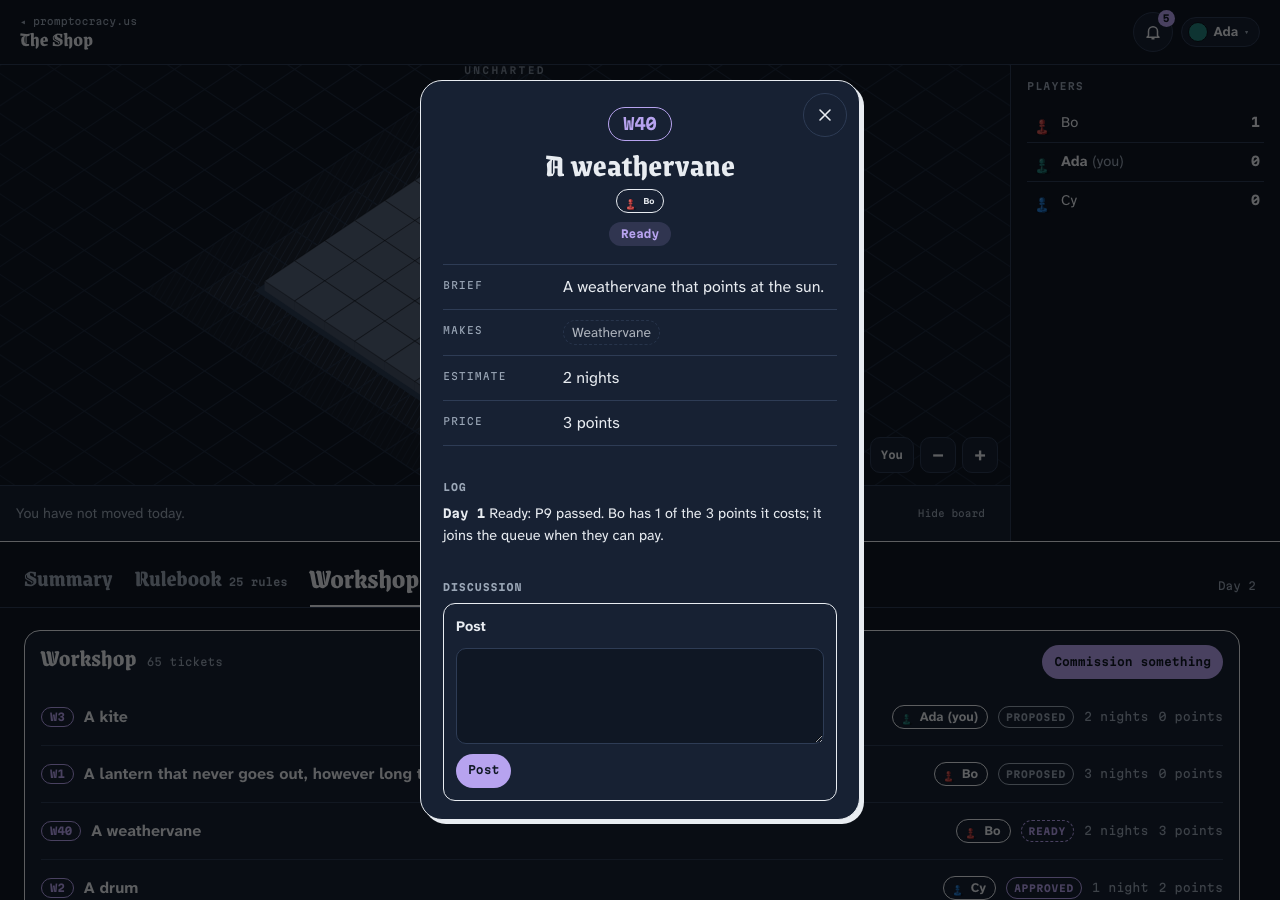 ◂ promptocracy.us
The Shop
5
Ada
UNCHARTED
PLAYERS
Bo 1
Ada (you) 0
Cy 0
W40
A weathervane
Bo
Ready
BRIEF A weathervane that points at the sun.
MAKES Weathervane
ESTIMATE 2 nights
PRICE 3 points
LOG
Day 1 Ready: P9 passed. Bo has 1 of the 3 points it costs; it
joins the queue when they can pay.
DISCUSSION
Post
Post
You − +
You have not moved today.
Hide board
Summary Rulebook 25 rules Workshop
Day 2
Workshop 65 tickets
Commission something
W3 A kite Ada (you) PROPOSED 2 nights 0 points
W1 A lantern that never goes out, however long Bo PROPOSED 3 nights 0 points
W40 A weathervane Bo READY 2 nights 3 points
W2 A drum Cy APPROVED 1 night 2 points